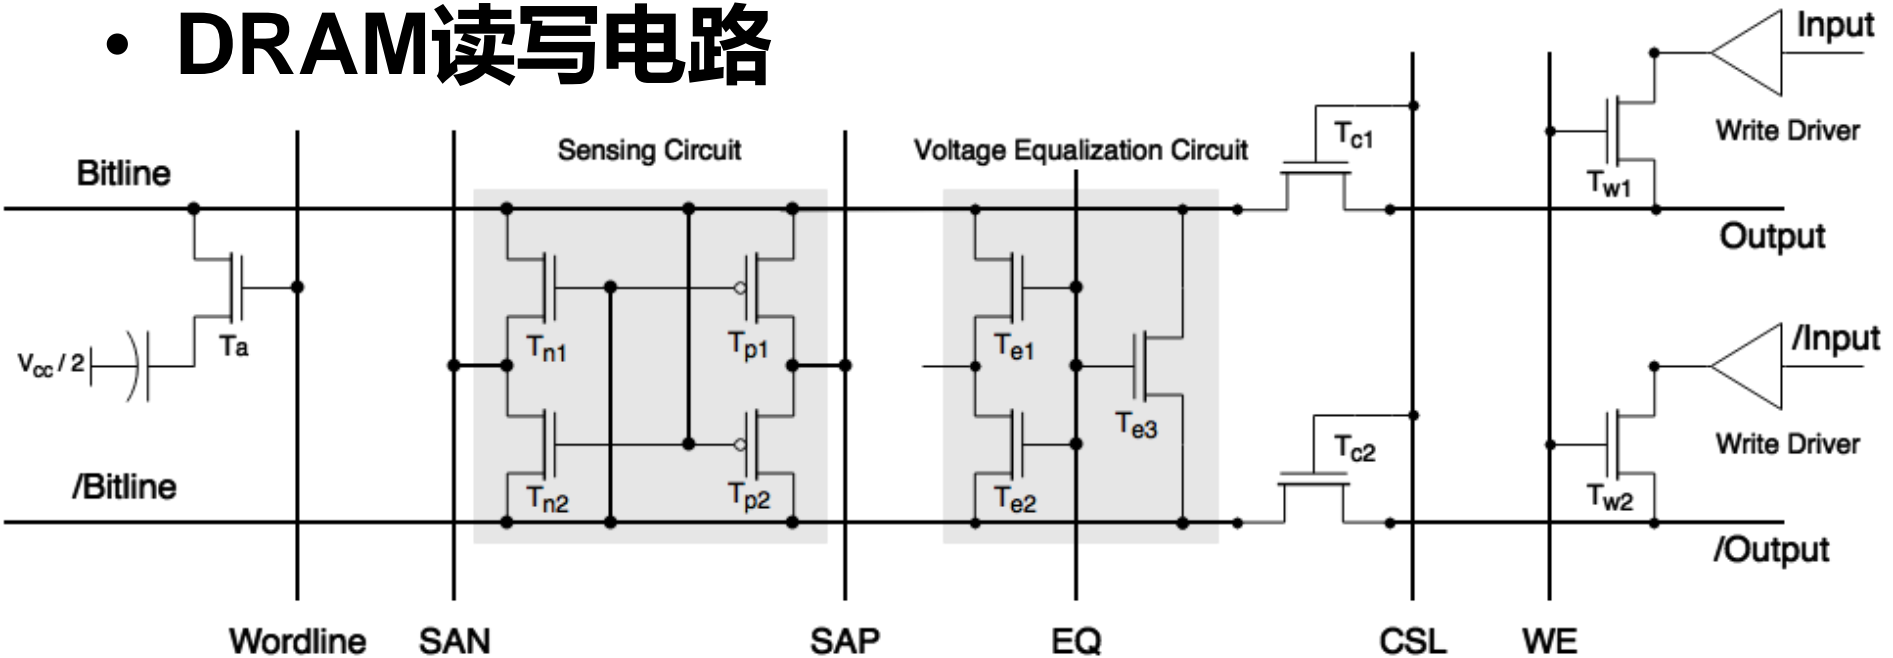 • DRAM读写电路
Input
Write Driver
Tc1
Tw1
Sensing Circuit
Voltage Equalization Circuit
Bitline
Output
Ta
Tn1
Tp1
Te1
Vcc / 2
/Input
Te3
Write Driver
Tc2
/Bitline
Tn2
Tp2
Te2
Tw2
/Output
Wordline SAN SAP EQ CSL WE